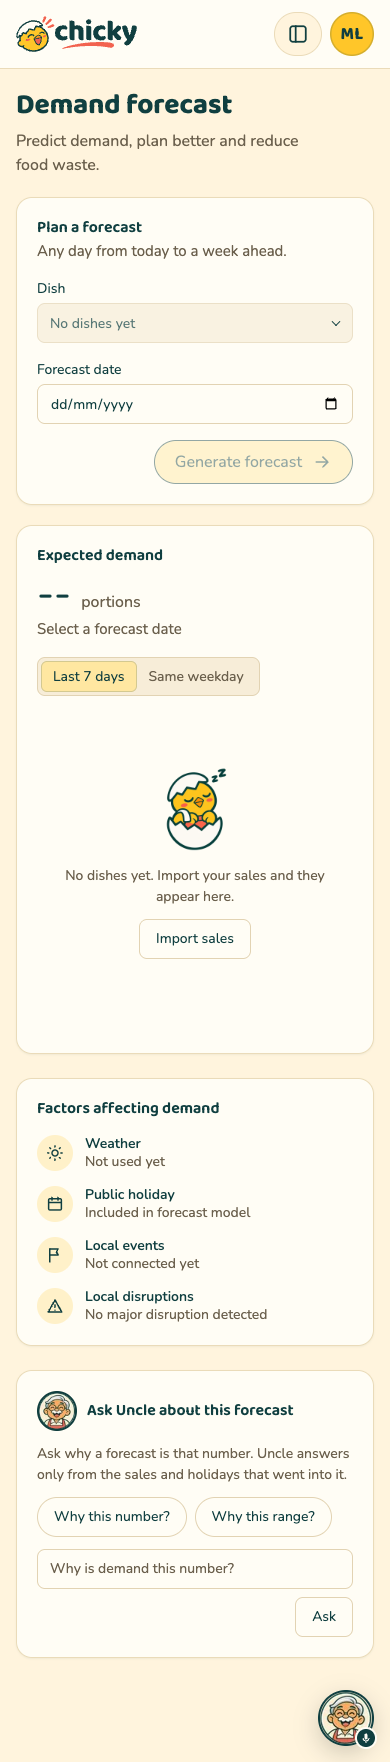 chicky
MŁ
Demand forecast
Predict demand, plan better and reduce
food waste.
Plan a forecast
Any day from today to a week ahead.
Dish
No dishes yet
Forecast date
dd/mm/yyyy
Generate forecast →
Expected demand
-- portions
Select a forecast date
Last 7 days Same weekday
z z z
No dishes yet. Import your sales and they
appear here.
Import sales
Factors affecting demand
Weather
Not used yet
Public holiday
Included in forecast model
Local events
Not connected yet
Local disruptions
No major disruption detected
Ask Uncle about this forecast
Ask why a forecast is that number. Uncle answers
only from the sales and holidays that went into it.
Why this number? Why this range?
Why is demand this number?
Ask